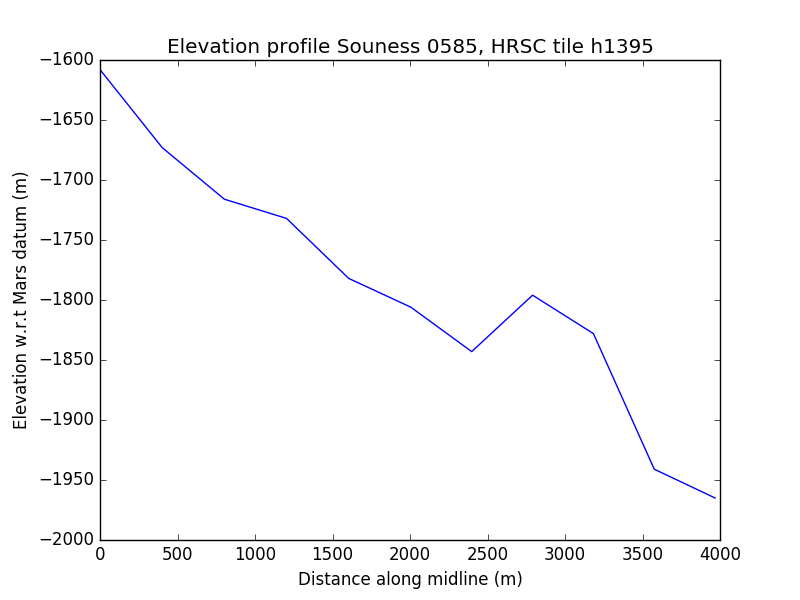 Elevation profile Souness 0585, HRSC tile h1395
Elevation w.r.t Mars datum (m)
−1600
−1650
−1700
−1750
−1800
−1850
−1900
−1950
−2000
0 500 1000 1500 2000 2500 3000 3500 4000
Distance along midline (m)